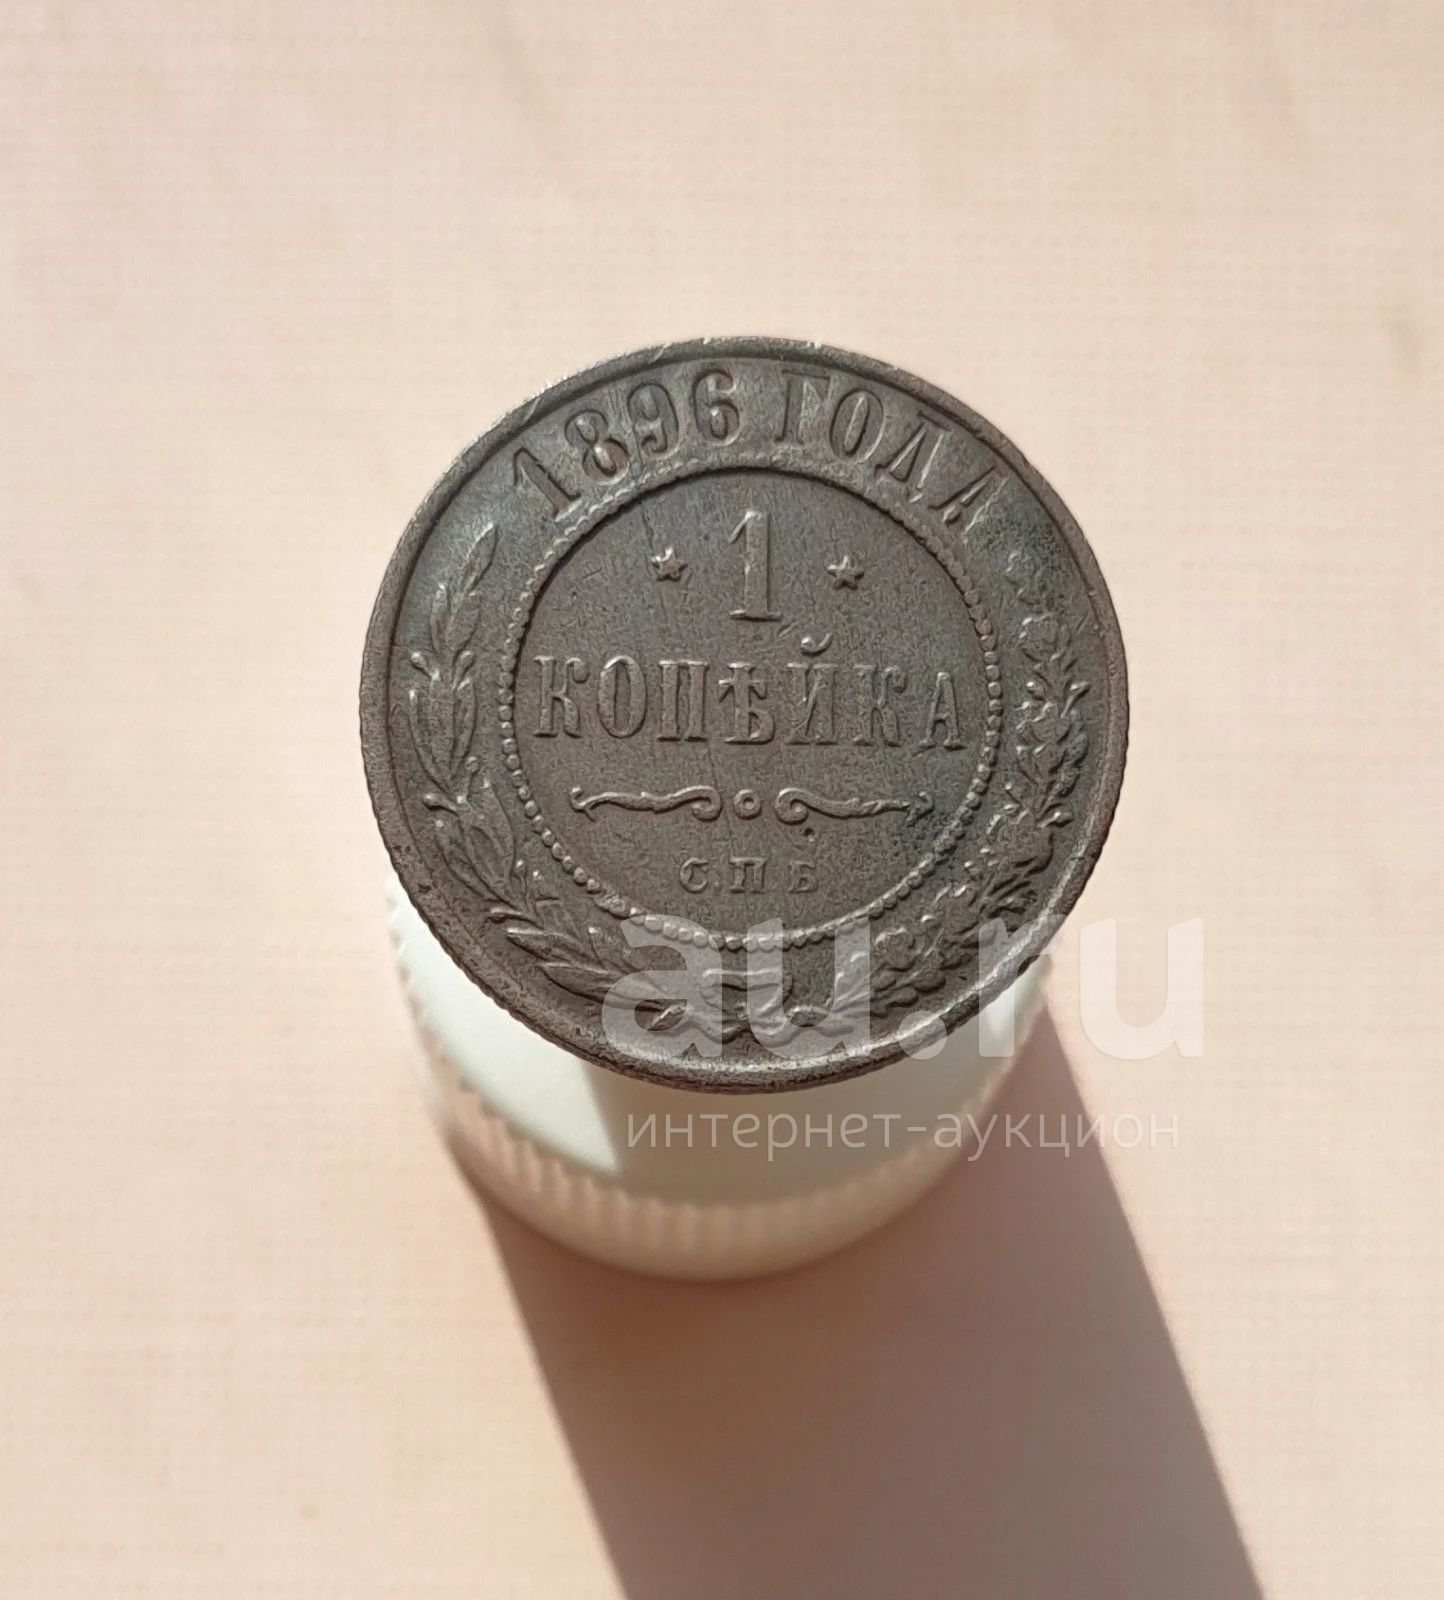 1896 ГОДА
* 1 *
КОПѢЙКА
С.П.Б
au.ru
интернет-аукцион